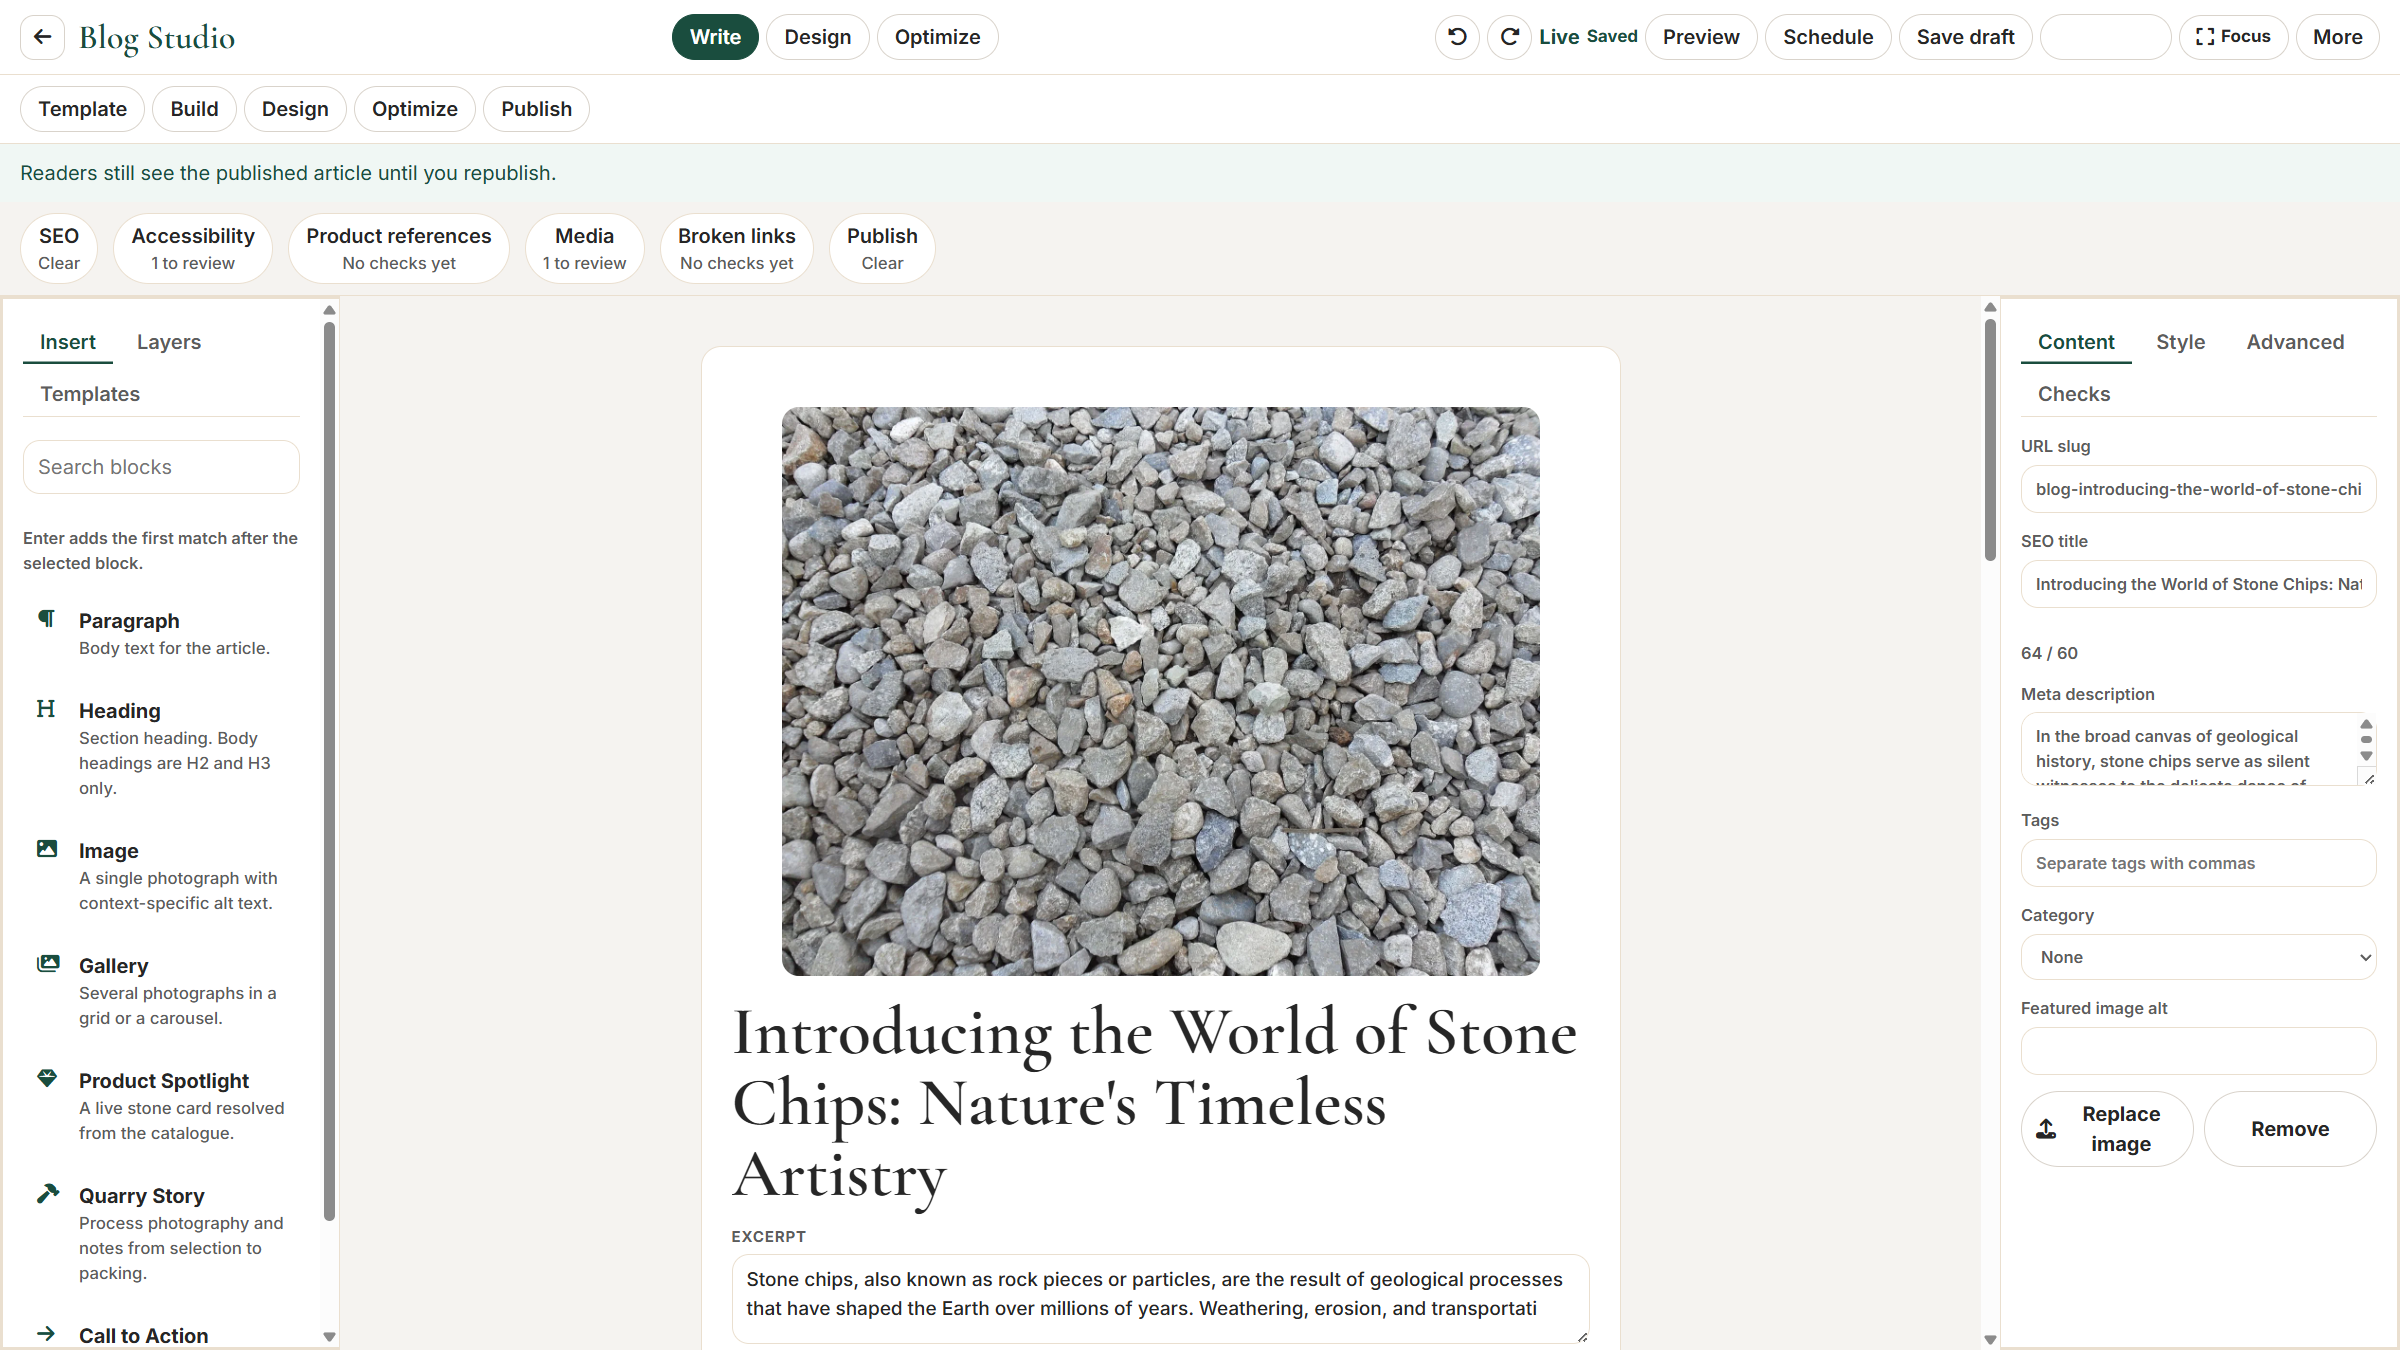 Blog Studio
Write
Design
Optimize
Live
Saved
Preview
Schedule
Save draft
Focus
More
Template
Build
Design
Optimize
Publish
Readers still see the published article until you republish.
SEO
Clear
Accessibility
1 to review
Product references
No checks yet
Media
1 to review
Broken links
No checks yet
Publish
Clear
Insert
Layers
Templates
Search blocks
Enter adds the first match after the
selected block.
Paragraph
Body text for the article.
Heading
Section heading. Body
headings are H2 and H3
only.
Image
A single photograph with
context-specific alt text.
Gallery
Several photographs in a
grid or a carousel.
Product Spotlight
A live stone card resolved
from the catalogue.
Quarry Story
Process photography and
notes from selection to
packing.
Call to Action
Introducing the World of Stone
Chips: Nature's Timeless
Artistry
EXCERPT
Stone chips, also known as rock pieces or particles, are the result of geological processes
that have shaped the Earth over millions of years. Weathering, erosion, and transportati
Content
Style
Advanced
Checks
URL slug
blog-introducing-the-world-of-stone-chi
SEO title
Introducing the World of Stone Chips: Nat
64 / 60
Meta description
In the broad canvas of geological
history, stone chips serve as silent
witnesses to the delicate dance of
Tags
Separate tags with commas
Category
None
Featured image alt
Replace
image
Remove